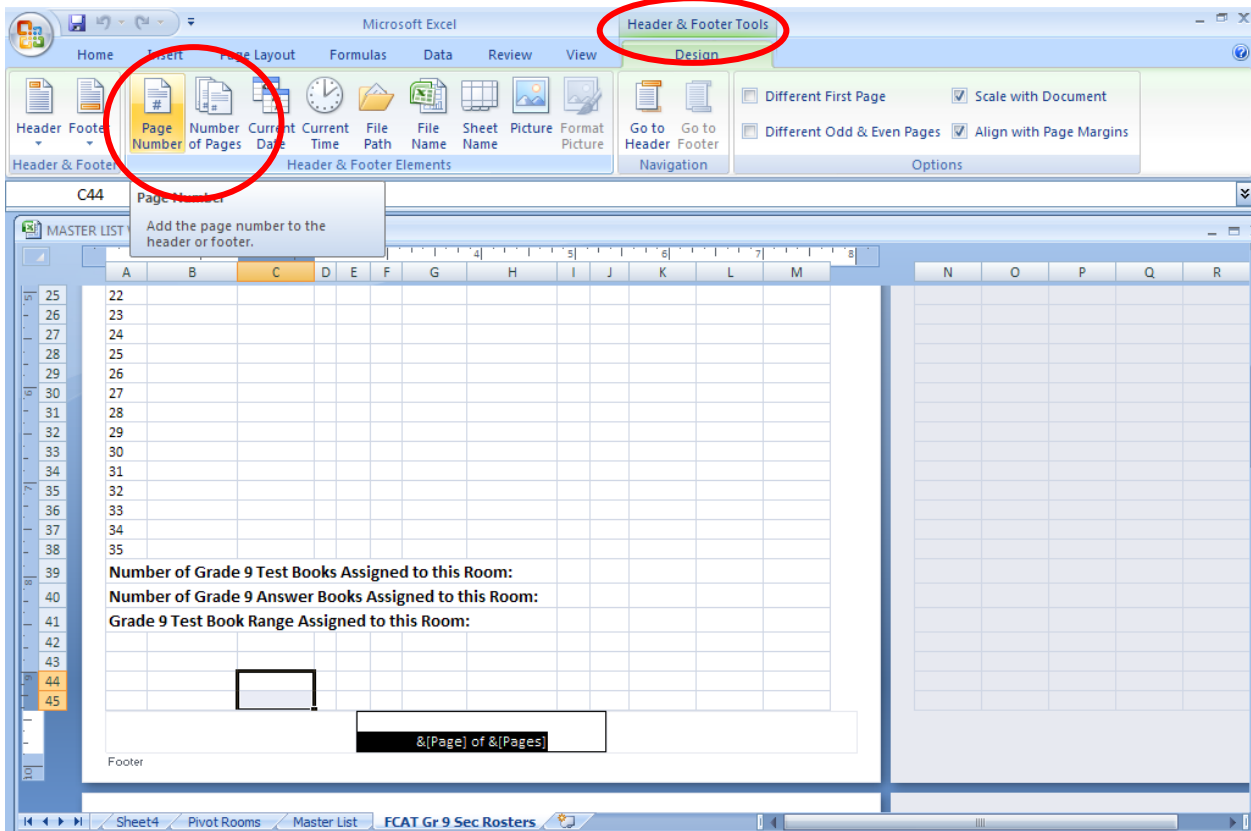 Microsoft Excel
Header & Footer Tools
Home Insert Page Layout Formulas Data Review View Design
Header Footer Page Number Number of Pages Current Date Current Time File Path File Name Sheet Name Picture Format Picture Go to Header Go to Footer
Different First Page Scale with Document
Different Odd & Even Pages Align with Page Margins
Header & Footer Header & Footer Elements Navigation Options
C44
Page Number
Add the page number to the
header or footer.
MASTER LIST
4 5 6 7 8
A B C D E F G H I J K L M N O P Q R
25 22
26 23
27 24
28 25
29 26
30 27
31 28
32 29
33 30
34 31
35 32
36 33
37 34
38 35
39 Number of Grade 9 Test Books Assigned to this Room:
40 Number of Grade 9 Answer Books Assigned to this Room:
41 Grade 9 Test Book Range Assigned to this Room:
42
43
44
45
&[Page] of &[Pages]
Footer
Sheet4 Pivot Rooms Master List FCAT Gr 9 Sec Rosters